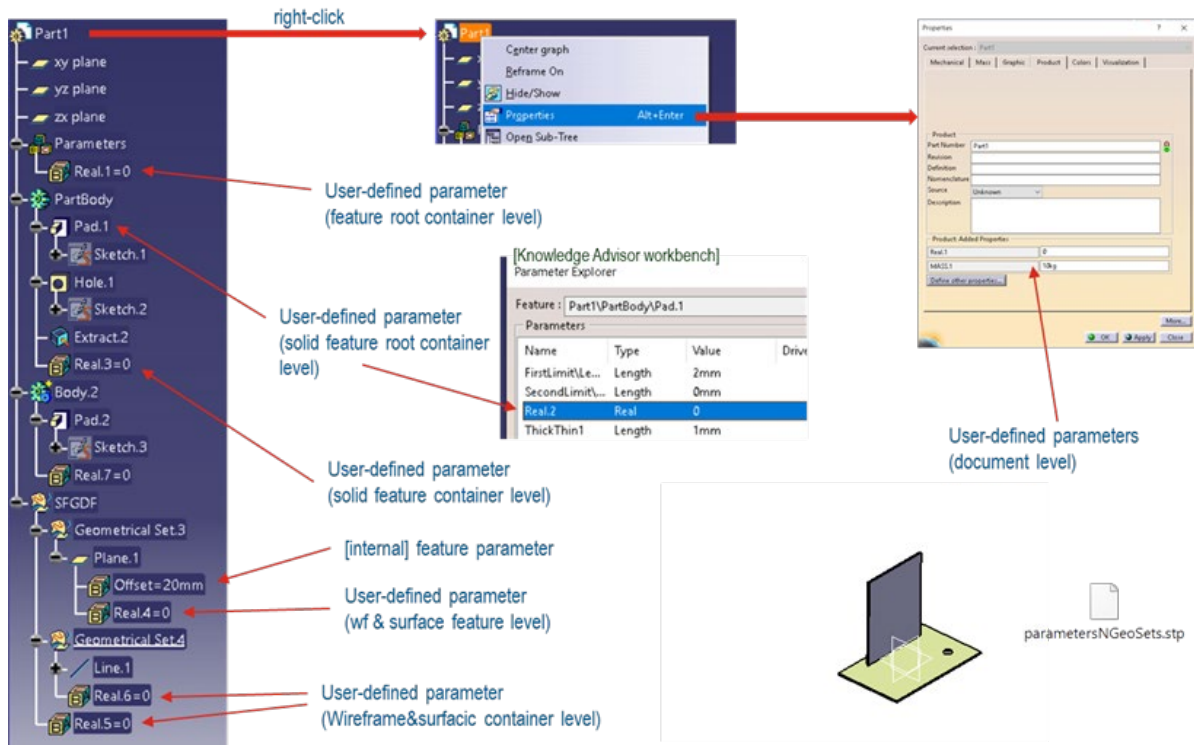 Part1
xy plane
yz plane
zx plane
Parameters
Real.1=0
PartBody
Pad.1
Sketch.1
Hole.1
Sketch.2
Extract.2
Real.3=0
Body.2
Pad.2
Sketch.3
Real.7=0
SFGDF
Geometrical Set.3
Plane.1
Offset=20mm
Real.4=0
Geometrical Set.4
Line.1
Real.6=0
Real.5=0
right-click
Part1
Center graph
Reframe On
Hide/Show
Properties Alt+Enter
Open Sub-Tree
User-defined parameter
(feature root container level)
User-defined parameter
(solid feature root container
level)
[Knowledge Advisor workbench]
Parameter Explorer
Feature : Part1\PartBody\Pad.1
Parameters
Name Type Value Drive
FirstLimit\Le... Length 2mm
SecondLimit\... Length 0mm
Real.2 Real 0
ThickThin1 Length 1mm
User-defined parameter
(solid feature container level)
[internal] feature parameter
User-defined parameter
(wf & surface feature level)
User-defined parameter
(Wireframe&surfacic container level)
Properties ? X
Current selection : Part1
Mechanical Mass Graphic Product Colors Visualization
Product
Part Number Part1
Revision
Definition
Nomenclature
Source Unknown
Description
Product: Added Properties
Real.1 0
MASS.1 10kg
Define other properties...
More...
OK Apply Close
User-defined parameters
(document level)
parametersNGeoSets.stp